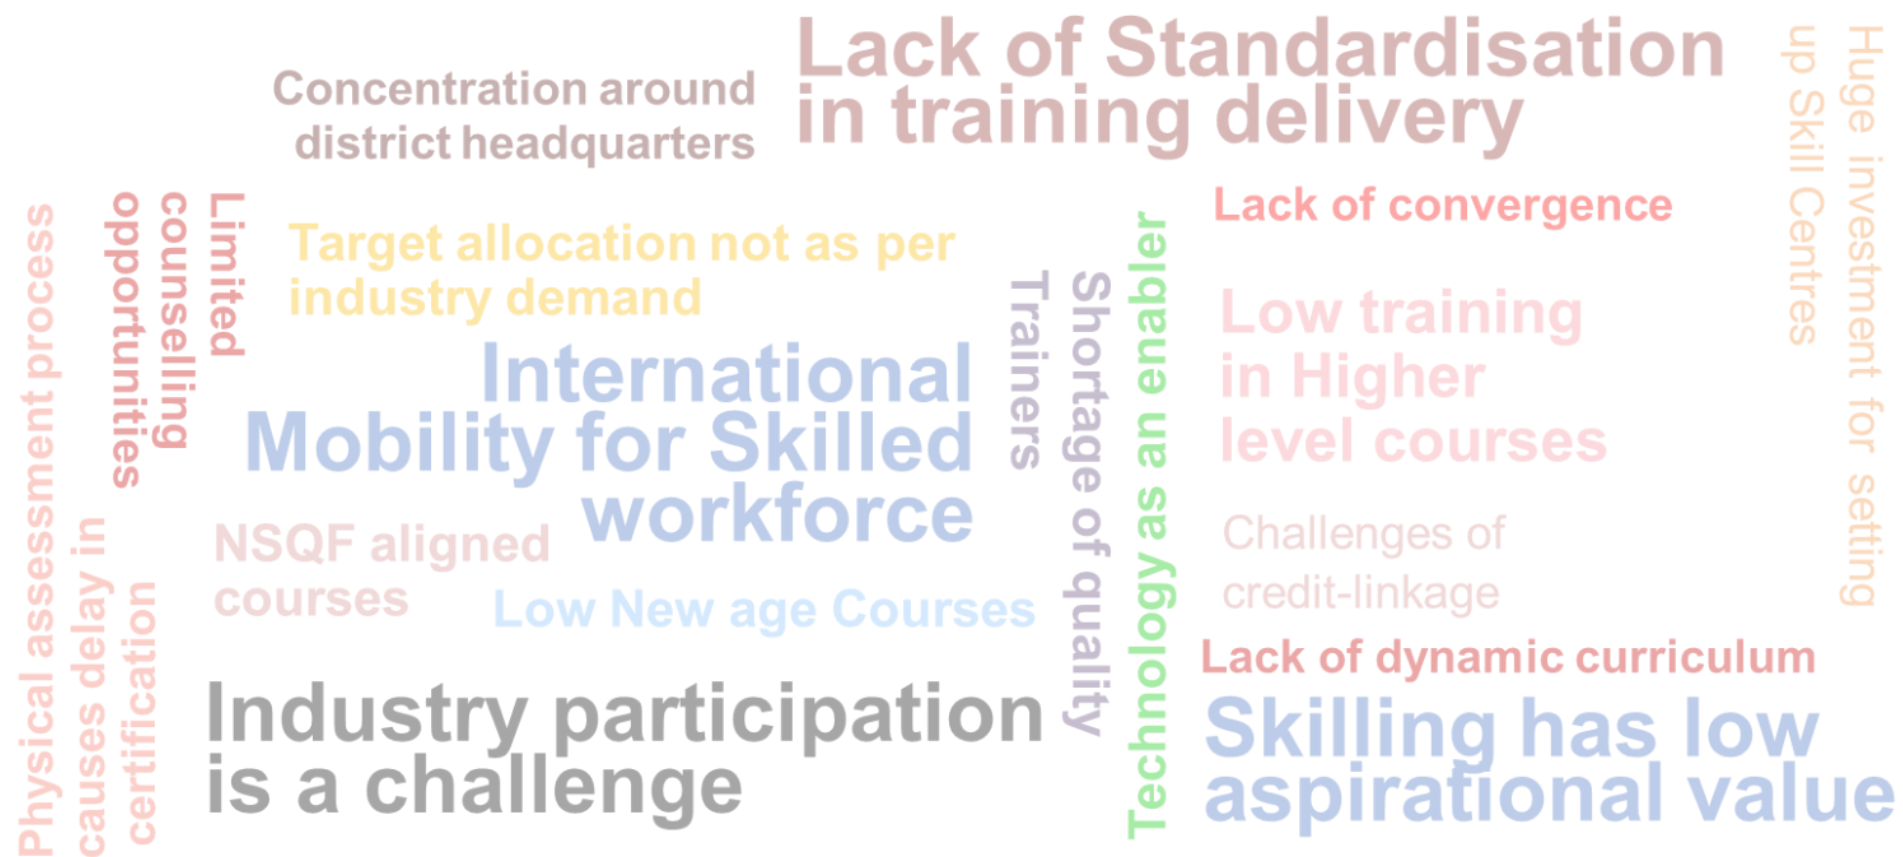 Lack of Standardisation
in training delivery
Concentration around
district headquarters
Huge investment for setting
up Skill Centres
Physical assessment process
causes delay in
certification
Limited
counselling
opportunities
Target allocation not as per
industry demand
International
Mobility for Skilled
workforce
Shortage of quality
Trainers
Technology as an enabler
Lack of convergence
Low training
in Higher
level courses
NSQF aligned
courses
Low New age Courses
Challenges of
credit-linkage
Lack of dynamic curriculum
Industry participation
is a challenge
Skilling has low
aspirational value